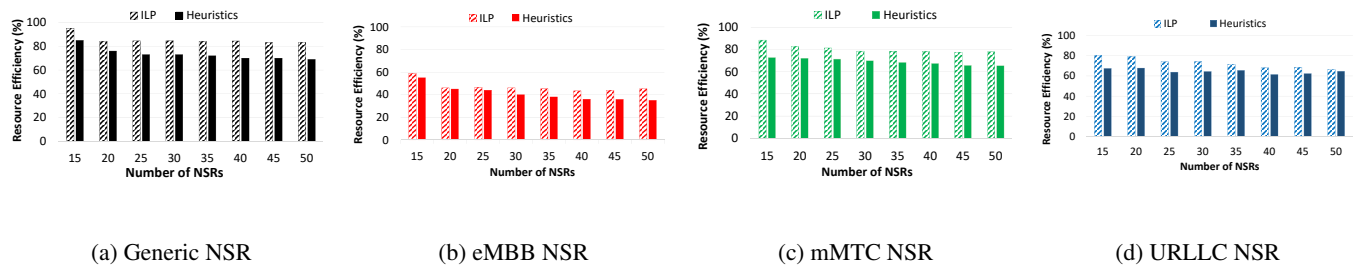 ILP Heuristics
Resource Efficiency (%)
100
80
60
40
20
0
15 20 25 30 35 40 45 50
Number of NSRs
(a) Generic NSR
ILP Heuristics
Resource Efficiency (%)
100
80
60
40
20
0
15 20 25 30 35 40 45 50
Number of NSRs
(b) eMBB NSR
ILP Heuristics
Resource Efficiency (%)
100
80
60
40
20
0
15 20 25 30 35 40 45 50
Number of NSRs
(c) mMTC NSR
ILP Heuristics
Resource Efficiency (%)
100
80
60
40
20
0
15 20 25 30 35 40 45 50
Number of NSRs
(d) URLLC NSR